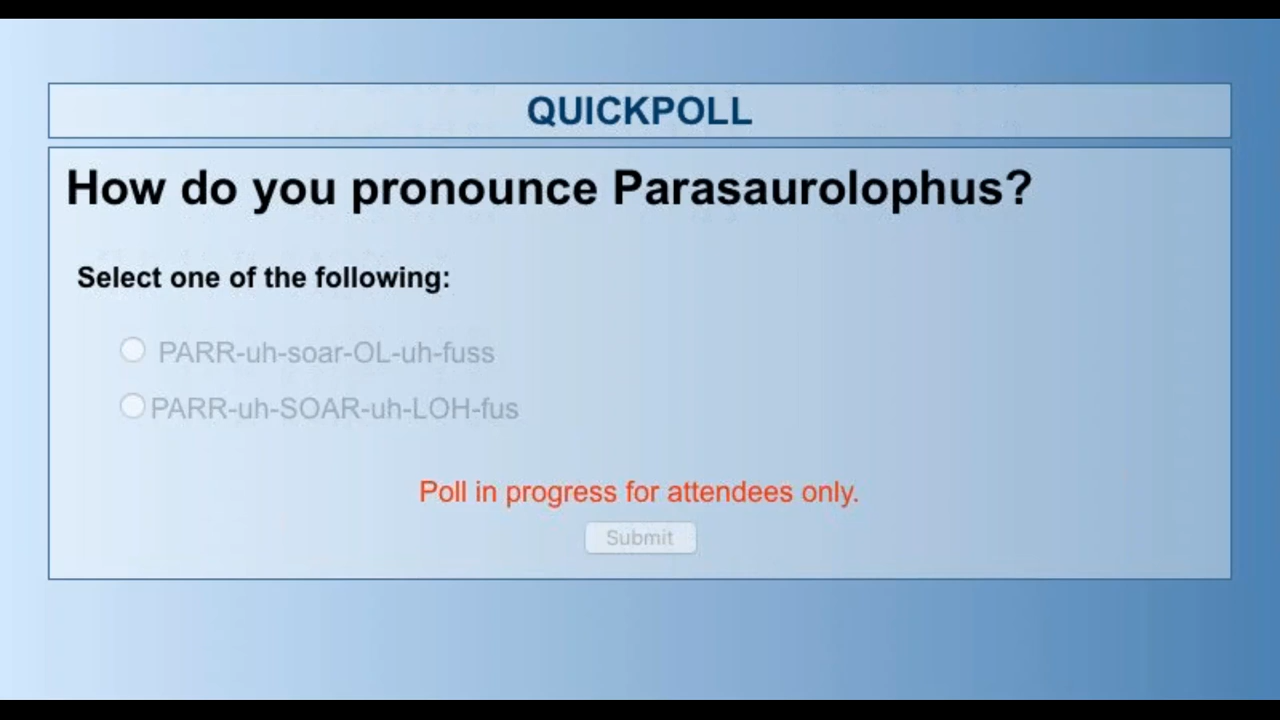 QUICKPOLL
How do you pronounce Parasaurolophus?
Select one of the following:
PARR-uh-soar-OL-uh-fuss
PARR-uh-SOAR-uh-LOH-fus
Poll in progress for attendees only.
Submit